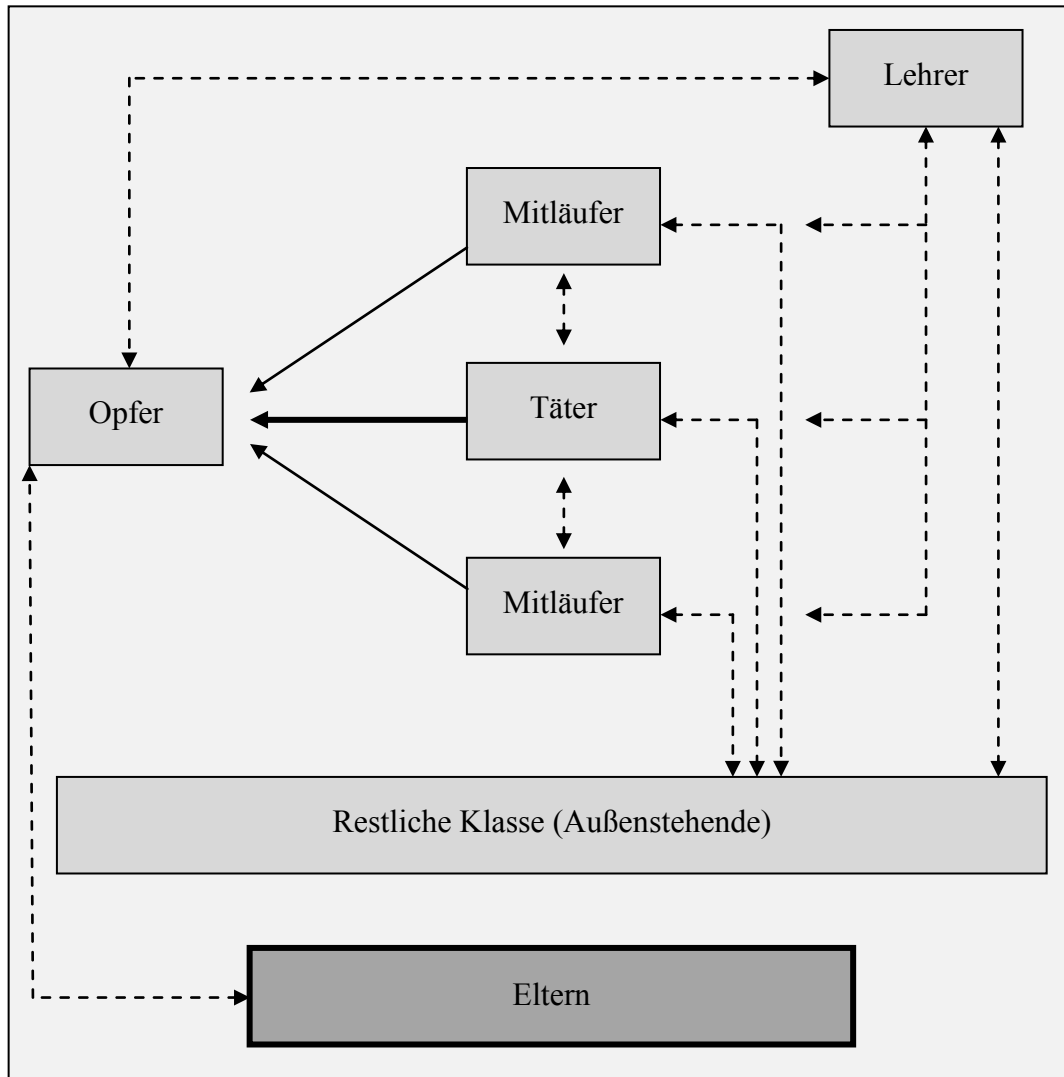 Lehrer
Mitläufer
Opfer
Täter
Mitläufer
Restliche Klasse (Außenstehende)
Eltern